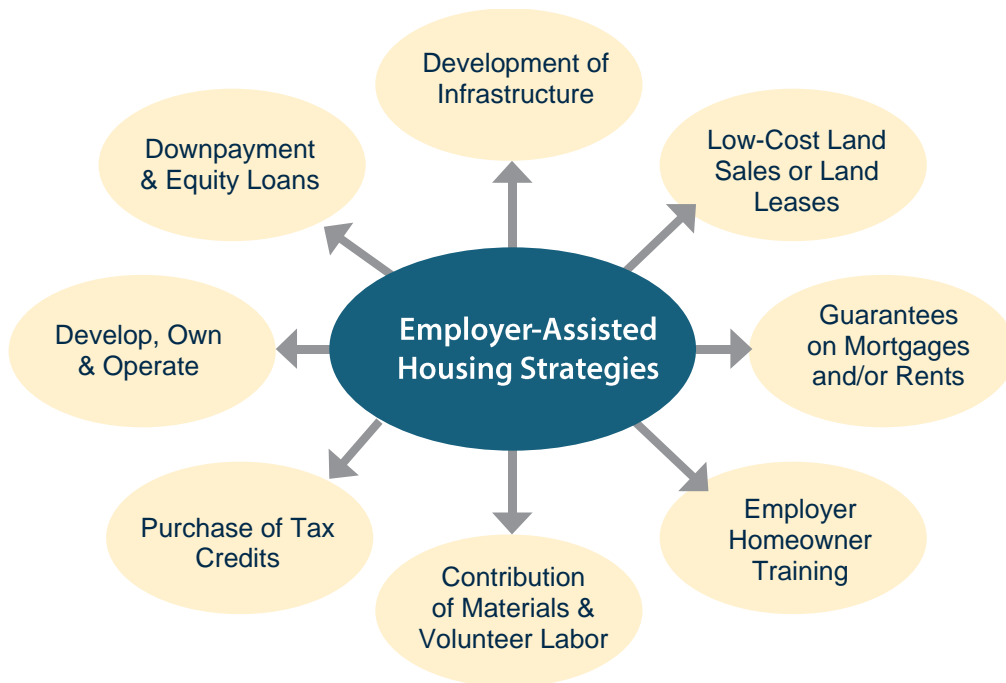 Development of
Infrastructure
Downpayment
& Equity Loans
Low-Cost Land
Sales or Land
Leases
Employer-Assisted
Housing Strategies
Develop, Own
& Operate
Guarantees
on Mortgages
and/or Rents
Purchase of Tax
Credits
Contribution
of Materials &
Volunteer Labor
Employer
Homeowner
Training